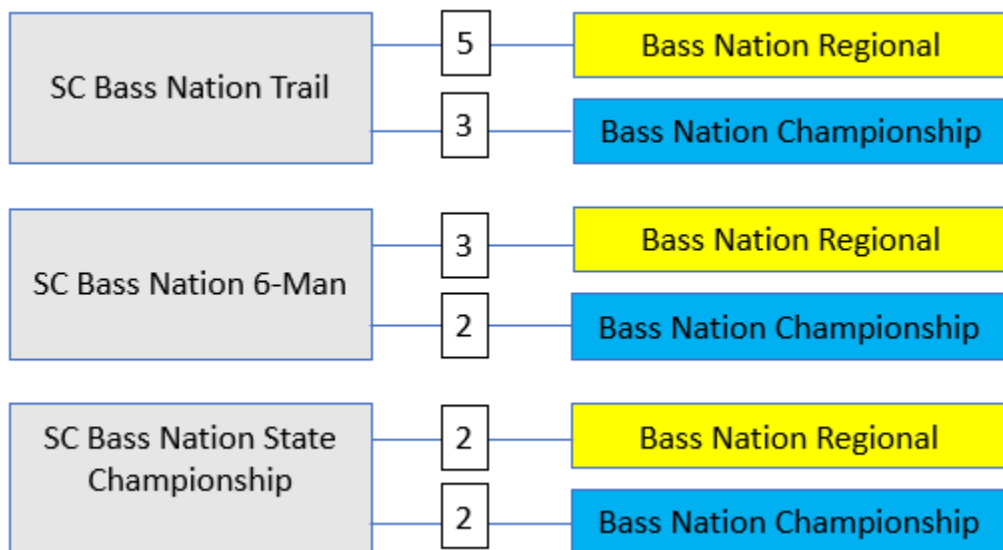 SC Bass Nation Trail
5
Bass Nation Regional
3
Bass Nation Championship
SC Bass Nation 6-Man
3
Bass Nation Regional
2
Bass Nation Championship
SC Bass Nation State
Championship
2
Bass Nation Regional
2
Bass Nation Championship